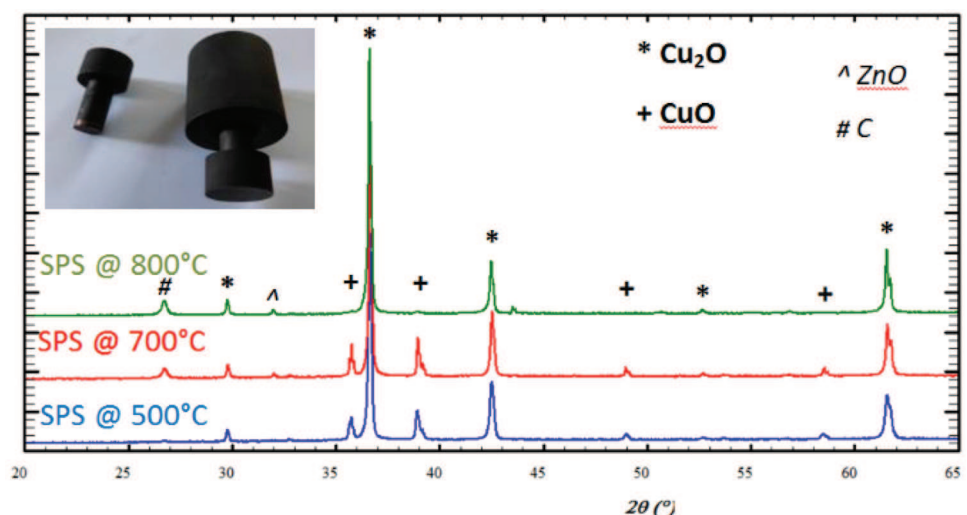 * Cu₂O
^ ZnO
+ CuO
# C
*
*
*
SPS @ 800°C
# * ^ + + + * +
SPS @ 700°C
SPS @ 500°C
20 30 35 40 45 50 55 60 65
2θ (º)